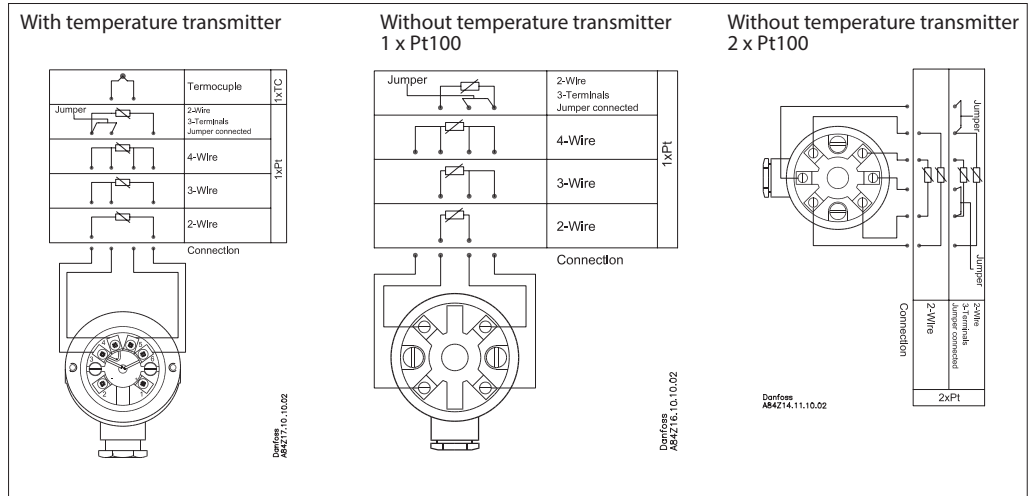 With temperature transmitter
Termocuple
1xTC
Jumper
2-Wire
3-Terminals
Jumper connected
4-Wire
3-Wire
2-Wire
1xPt
Connection
Danfoss
A84Z17.10.10.02
Without temperature transmitter
1 x Pt100
Jumper
2-Wire
3-Terminals
Jumper connected
4-Wire
3-Wire
2-Wire
1xPt
Connection
Danfoss
A84Z16.10.10.02
Without temperature transmitter
2 x Pt100
Jumper
Jumper
Connection
2-Wire
2-Wire
3-Terminals
Jumper connected
2xPt
Danfoss
A84Z14.11.10.02